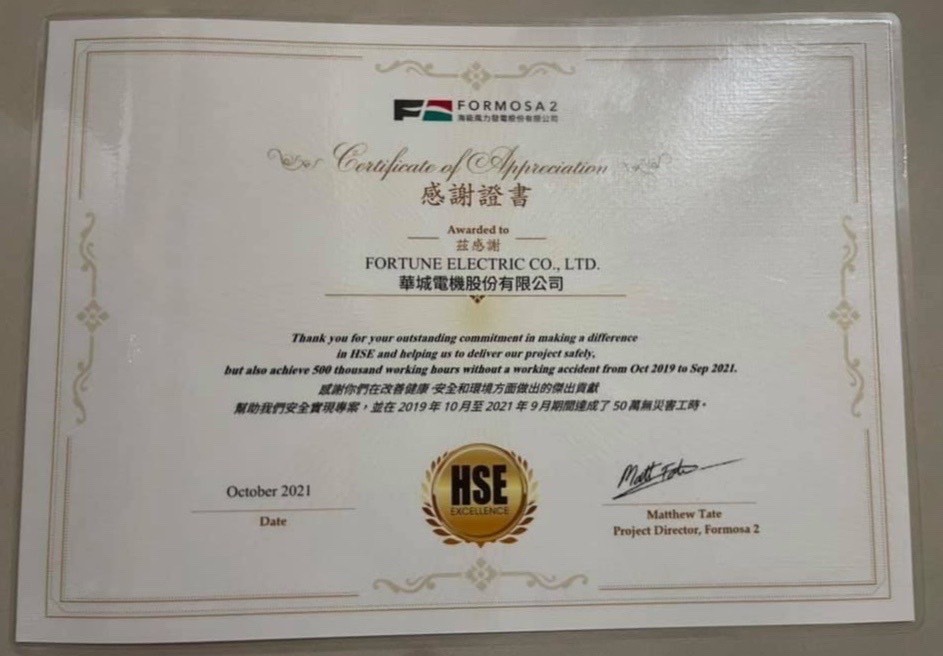 FORMOSA 2
海能風力發電股份有限公司
Certificate of Appreciation
感謝證書
Awarded to
茲感謝
FORTUNE ELECTRIC CO., LTD.
華城電機股份有限公司
Thank you for your outstanding commitment in making a difference
in HSE and helping us to deliver our project safely,
but also achieve 500 thousand working hours without a working accident from Oct 2019 to Sep 2021.
感謝你們在改善健康、安全和環境方面做出的傑出貢獻
幫助我們安全實現專案，並在 2019 年 10 月至 2021 年 9 月期間達成了 50 萬無災害工時。
HSE
EXCELLENCE
October 2021
Date
Matthew Tate
Project Director, Formosa 2